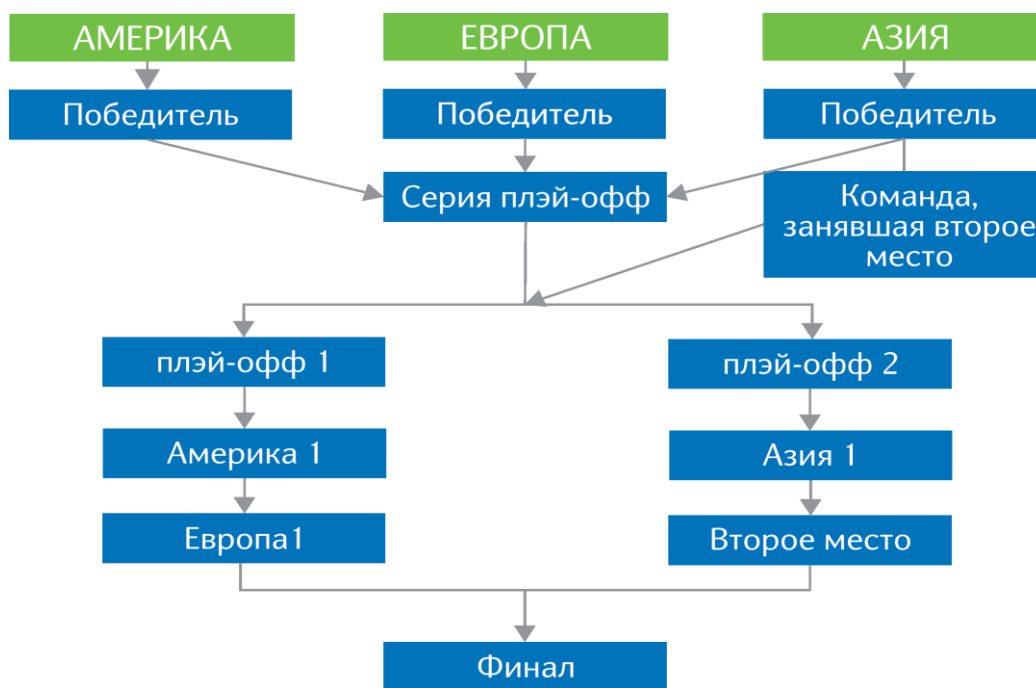 АМЕРИКА
ЕВРОПА
АЗИЯ
Победитель
Победитель
Победитель
Серия плэй-офф
Команда,
занявшая второе
место
плэй-офф 1
плэй-офф 2
Америка 1
Азия 1
Европа1
Второе место
Финал